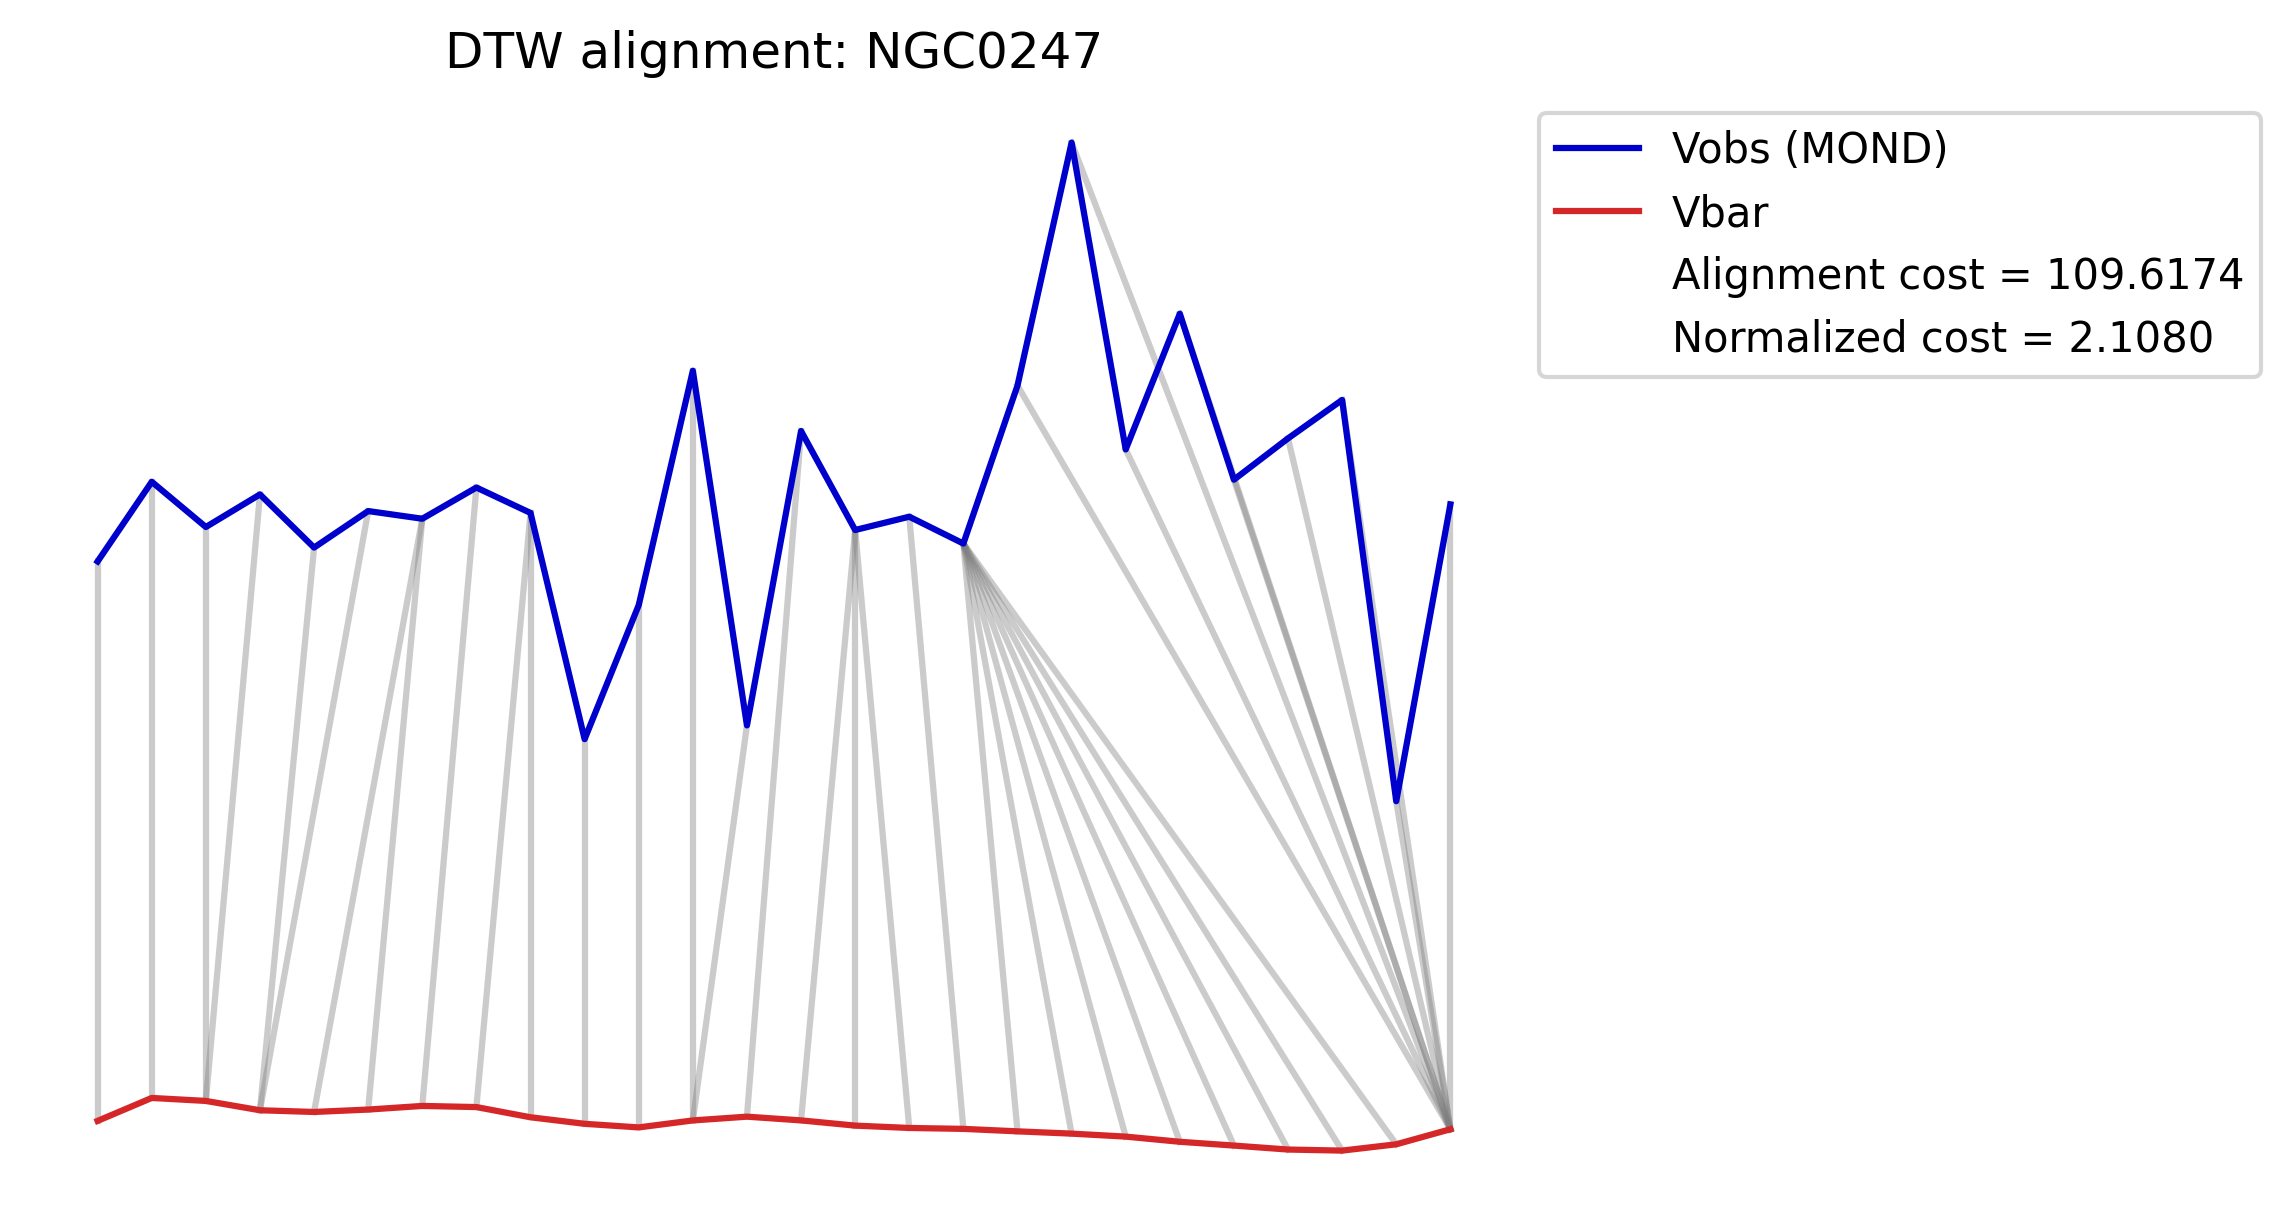 DTW alignment: NGC0247
Vobs (MOND)
Vbar
Alignment cost = 109.6174
Normalized cost = 2.1080